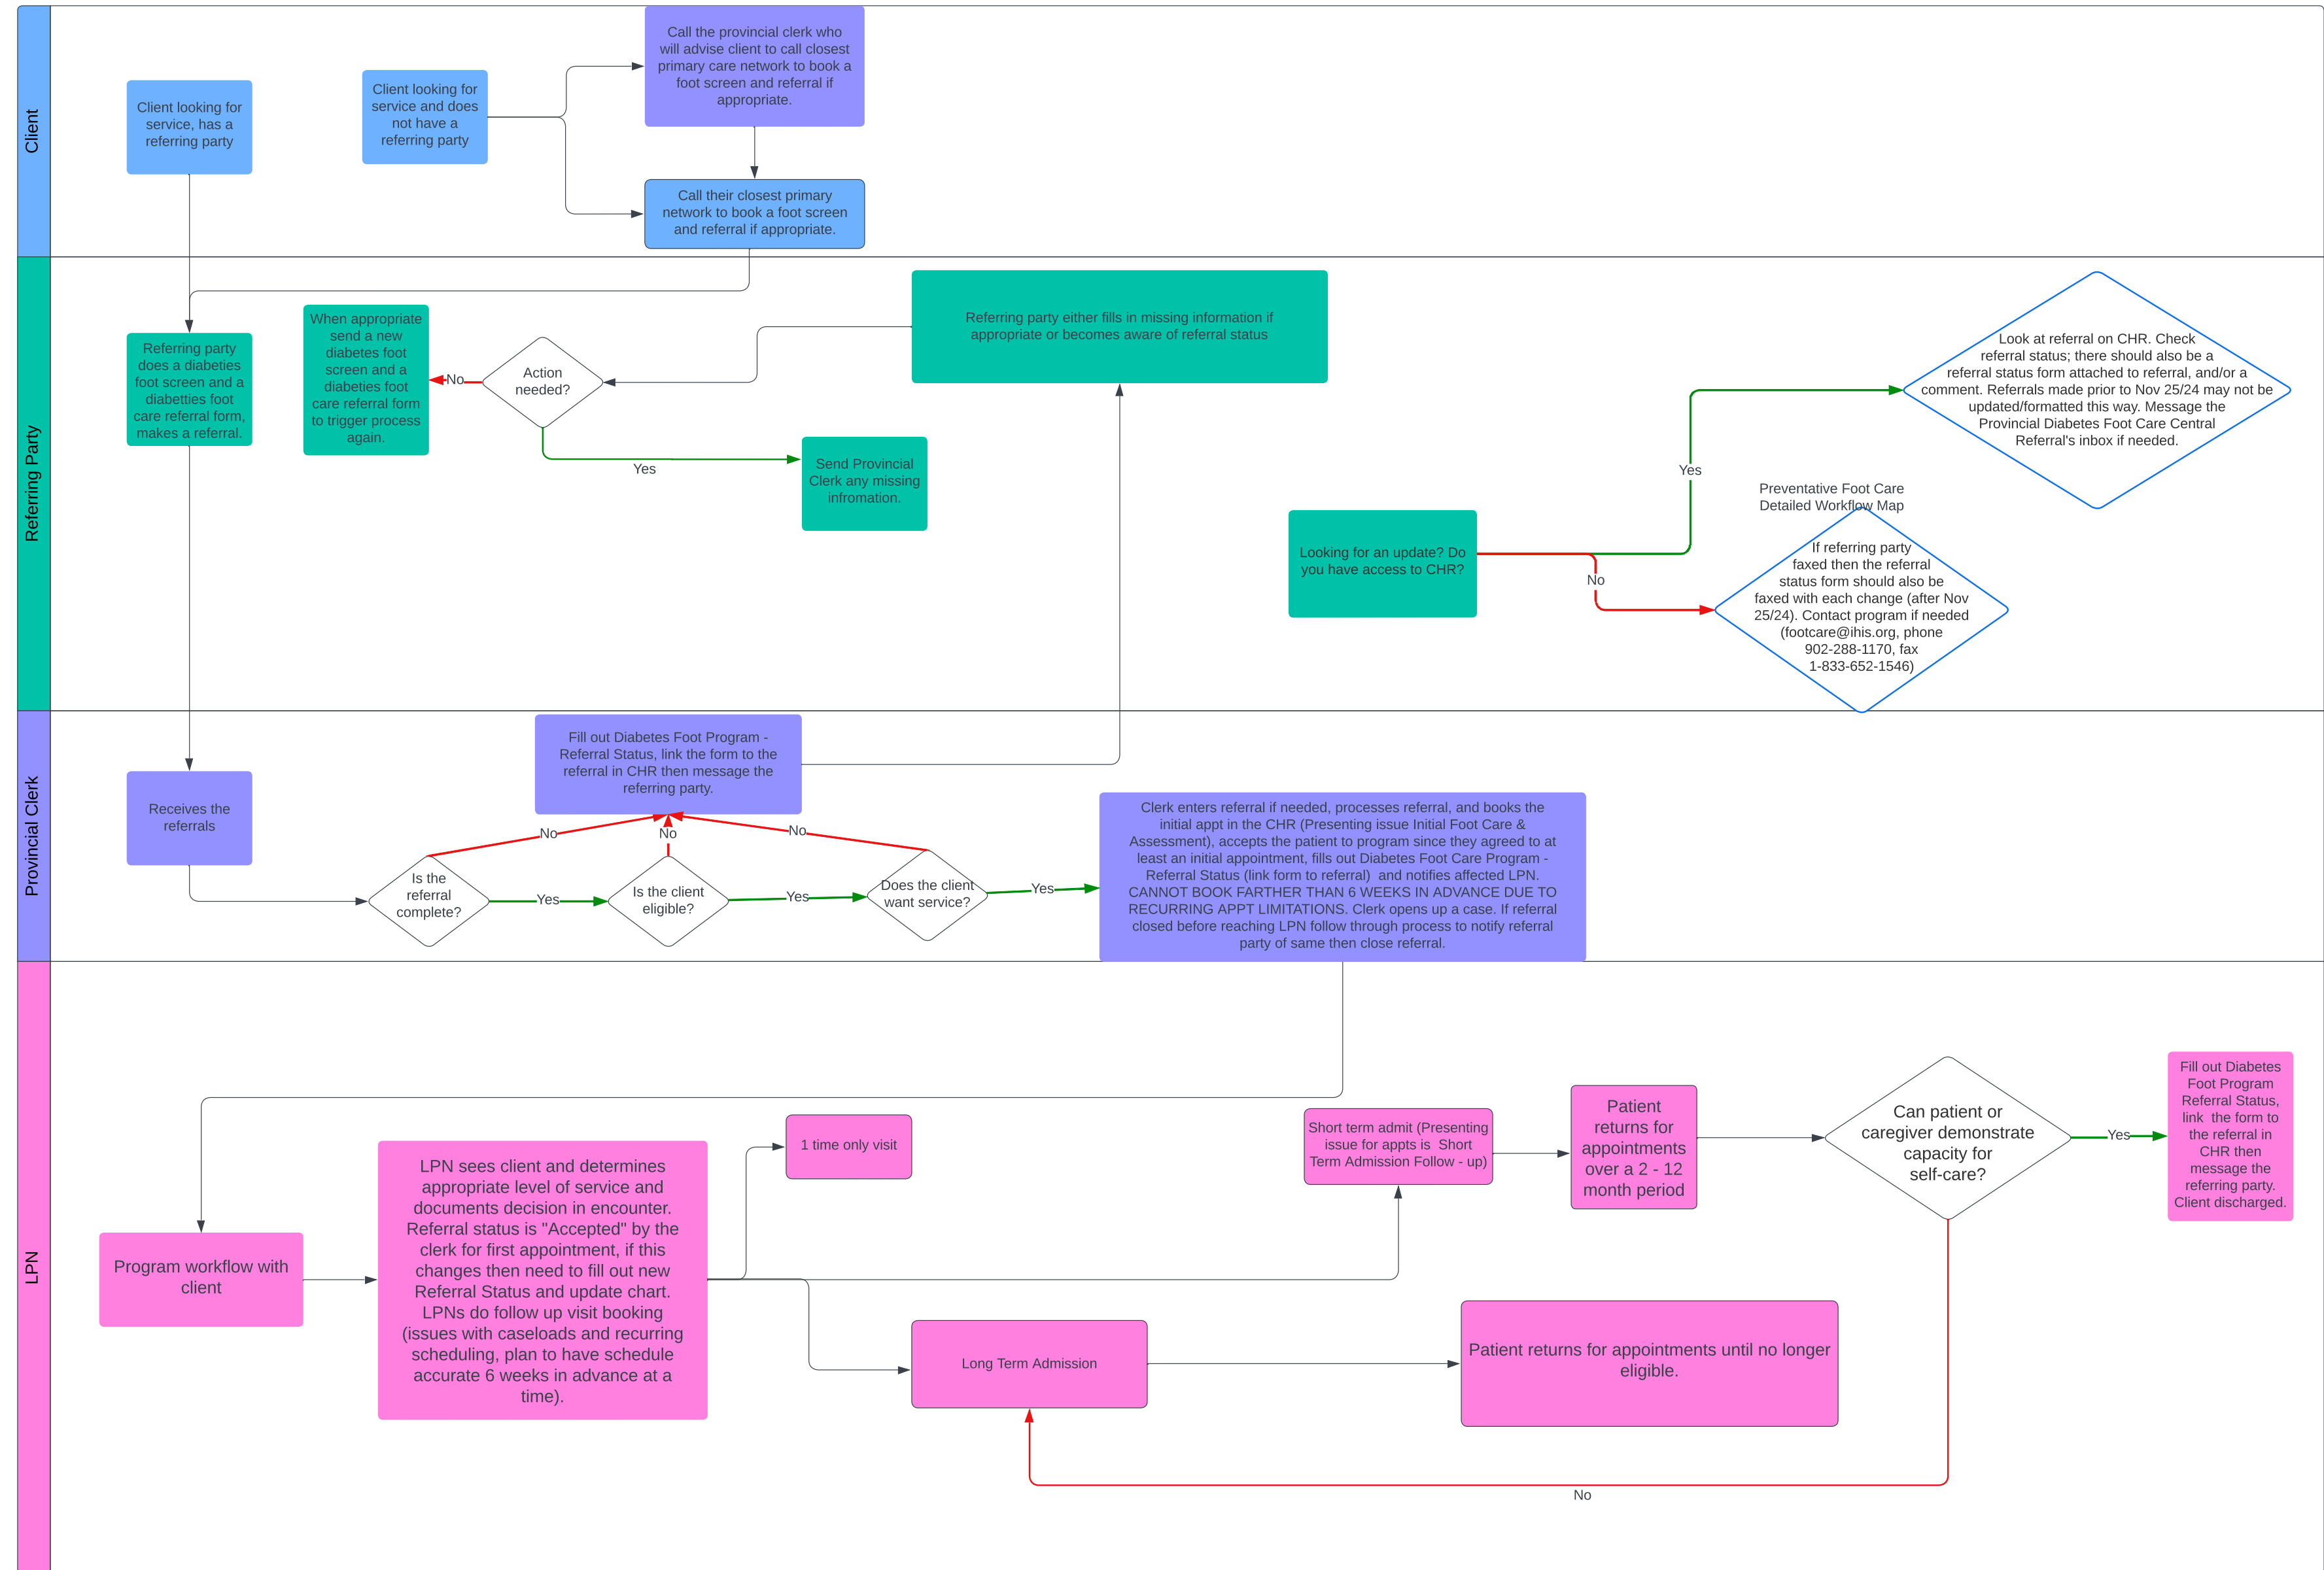 Client
Client looking for
service, has a
referring party
Client looking for
service and does
not have a
referring party
Call the provincial clerk who
will advise client to call closest
primary care network to book a
foot screen and referral if
appropriate.
Call their closest primary
network to book a foot screen
and referral if appropriate.
Referring Party
Referring party
does a diabeties
foot screen and a
diabetties foot
care referral form,
makes a referral.
When appropriate
send a new
diabetes foot
screen and a
diabeties foot
care referral form
to trigger process
again.
No
Action
needed?
Yes
Send Provincial
Clerk any missing
infromation.
Referring party either fills in missing information if
appropriate or becomes aware of referral status
Looking for an update? Do
you have access to CHR?
Yes
No
Look at referral on CHR. Check
referral status; there should also be a
referral status form attached to referral, and/or a
comment. Referrals made prior to Nov 25/24 may not be
updated/formatted this way. Message the
Provincial Diabetes Foot Care Central
Referral's inbox if needed.
Preventative Foot Care
Detailed Workflow Map
If referring party
faxed then the referral
status form should also be
faxed with each change (after Nov
25/24). Contact program if needed
(footcare@ihis.org, phone
902-288-1170, fax
1-833-652-1546)
Provincial Clerk
Receives the
referrals
Fill out Diabetes Foot Program -
Referral Status, link the form to the
referral in CHR then message the
referring party.
No
No
No
Is the
referral
complete?
Yes
Is the client
eligible?
Yes
Does the client
want service?
Yes
Clerk enters referral if needed, processes referral, and books the
initial appt in the CHR (Presenting issue Initial Foot Care &
Assessment), accepts the patient to program since they agreed to at
least an initial appointment, fills out Diabetes Foot Care Program -
Referral Status (link form to referral)  and notifies affected LPN.
CANNOT BOOK FARTHER THAN 6 WEEKS IN ADVANCE DUE TO
RECURRING APPT LIMITATIONS. Clerk opens up a case. If referral
closed before reaching LPN follow through process to notify referral
party of same then close referral.
LPN
Program workflow with
client
LPN sees client and determines
appropriate level of service and
documents decision in encounter.
Referral status is "Accepted" by the
clerk for first appointment, if this
changes then need to fill out new
Referral Status and update chart.
LPNs do follow up visit booking
(issues with caseloads and recurring
scheduling, plan to have schedule
accurate 6 weeks in advance at a
time).
1 time only visit
Short term admit (Presenting
issue for appts is  Short
Term Admission Follow - up)
Patient
returns for
appointments
over a 2 - 12
month period
Can patient or
caregiver demonstrate
capacity for
self-care?
Yes
Fill out Diabetes
Foot Program
Referral Status,
link  the form to
the referral in
CHR then
message the
referring party.
Client discharged.
Long Term Admission
Patient returns for appointments until no longer
eligible.
No